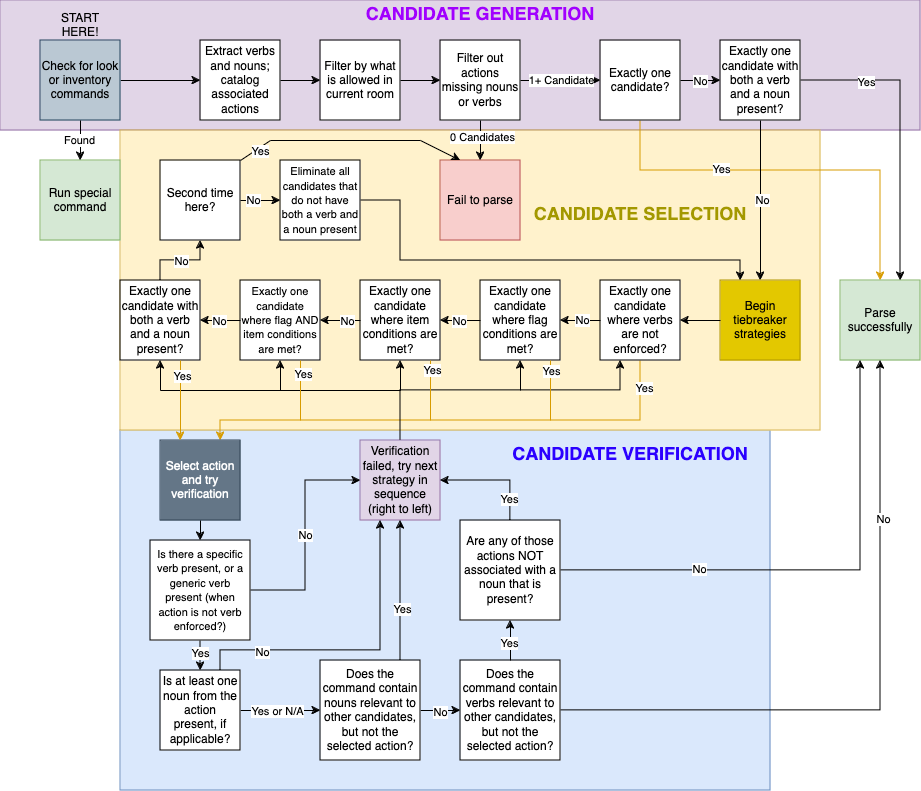 CANDIDATE GENERATION
START
HERE!
Check for look
or inventory
commands
Extract verbs
and nouns;
catalog
associated
actions
Filter by what
is allowed in
current room
Filter out
actions
missing nouns
or verbs
1+ Candidate
Exactly one
candidate?
No
Exactly one
candidate with
both a verb
and a noun
present?
Yes
Found
0 Candidates
Run special
command
Yes
Second time
here?
No
Eliminate all
candidates that
do not have
both a verb and
a noun present
Fail to parse
Yes
No
CANDIDATE SELECTION
No
Exactly one
candidate with
both a verb
and a noun
present?
No
Exactly one
candidate
where flag AND
item conditions
are met?
No
Exactly one
candidate
where item
conditions are
met?
No
Exactly one
candidate
where flag
conditions are
met?
No
Exactly one
candidate
where verbs
are not
enforced?
Begin
tiebreaker
strategies
Parse
successfully
Yes
Yes
Yes
Yes
Yes
CANDIDATE VERIFICATION
Select action
and try
verification
Verification
failed, try next
strategy in
sequence
(right to left)
Yes
No
No
Is there a specific
verb present, or a
generic verb
present (when
action is not verb
enforced?)
Are any of those
actions NOT
associated with a
noun that is
present?
No
Yes
Yes
No
Yes
Is at least one
noun from the
action
present, if
applicable?
Yes or N/A
Does the
command contain
nouns relevant to
other candidates,
but not the
selected action?
No
Does the
command contain
verbs relevant to
other candidates,
but not the
selected action?